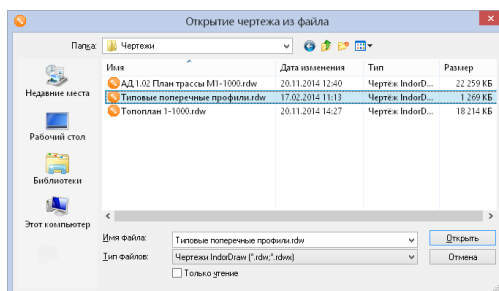 Открытие чертежа из файла
Папка: Чертежи
Имя Дата изменения Тип Размер
АД 1.02 План трассы М1-1000.rdw 20.11.2014 12:40 Чертёж IndorD... 22 259 КБ
Типовые поперечные профили.rdw 17.02.2014 11:13 Чертёж IndorD... 1 269 КБ
Топоплан 1-1000.rdw 20.11.2014 14:27 Чертёж IndorD... 18 214 КБ
Недавние места
Рабочий стол
Библиотеки
Этот компьютер
Имя файла: Типовые поперечные профили.rdw Открыть
Тип файлов: Чертежи IndorDraw (*.rdw;*.rdwx) Отмена
Только чтение